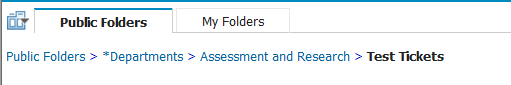 Public Folders My Folders
Public Folders > *Departments > Assessment and Research > Test Tickets